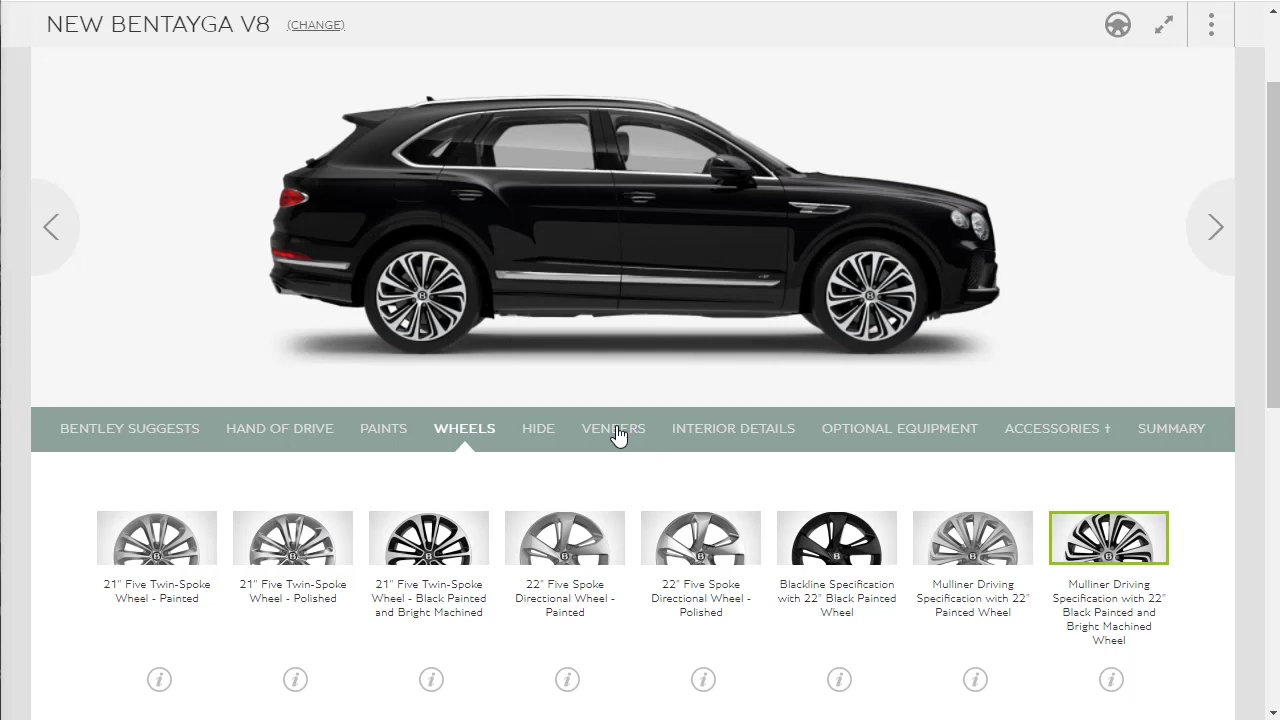 NEW BENTAYGA V8 (CHANGE)
BENTLEY SUGGESTS HAND OF DRIVE PAINTS WHEELS HIDE VENEERS INTERIOR DETAILS OPTIONAL EQUIPMENT ACCESSORIES † SUMMARY
21" Five Twin-Spoke
Wheel - Painted
21" Five Twin-Spoke
Wheel - Polished
21" Five Twin-Spoke
Wheel - Black Painted
and Bright Machined
22" Five Spoke
Directional Wheel -
Painted
22" Five Spoke
Directional Wheel -
Polished
Blackline Specification
with 22" Black Painted
Wheel
Mulliner Driving
Specification with 22"
Painted Wheel
Mulliner Driving
Specification with 22"
Black Painted and
Bright Machined
Wheel